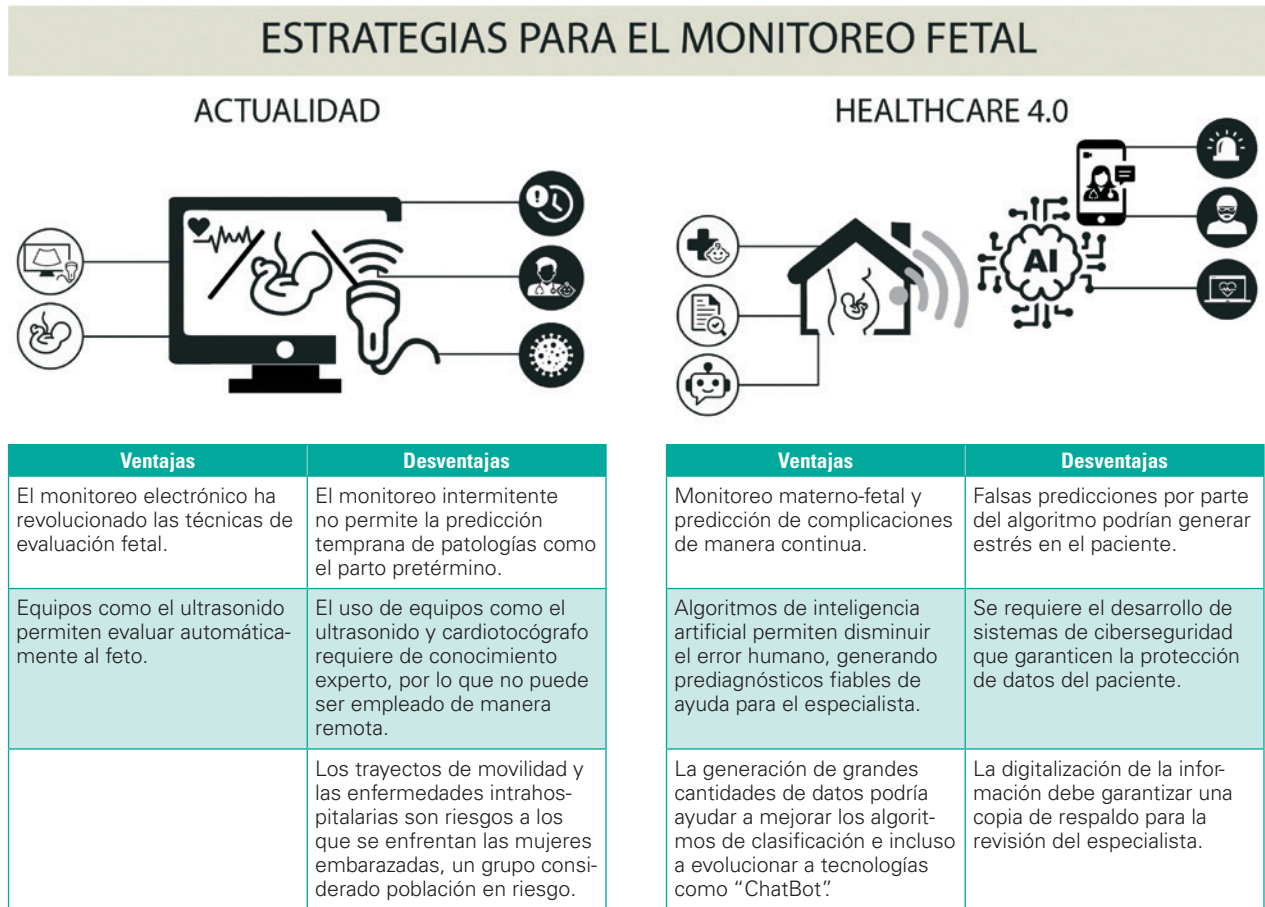 ESTRATEGIAS PARA EL MONITOREO FETAL
ACTUALIDAD
Ventajas
Desventajas
El monitoreo electrónico ha
revolucionado las técnicas de
evaluación fetal.
El monitoreo intermitente
no permite la predicción
temprana de patologías como
el parto pretérmino.
Equipos como el ultrasonido
permiten evaluar automática-
mente al feto.
El uso de equipos como el
ultrasonido y cardiotocógrafo
requiere de conocimiento
experto, por lo que no puede
ser empleado de manera
remota.
Los trayectos de movilidad y
las enfermedades intrahos-
pitalarias son riesgos a los
que se enfrentan las mujeres
embarazadas, un grupo consi-
derado población en riesgo.
HEALTHCARE 4.0
AI
Ventajas
Desventajas
Monitoreo materno-fetal y
predicción de complicaciones
de manera continua.
Falsas predicciones por parte
del algoritmo podrían generar
estrés en el paciente.
Algoritmos de inteligencia
artificial permiten disminuir
el error humano, generando
prediagnósticos fiables de
ayuda para el especialista.
Se requiere el desarrollo de
sistemas de ciberseguridad
que garanticen la protección
de datos del paciente.
La generación de grandes
cantidades de datos podría
ayudar a mejorar los algorit-
mos de clasificación e incluso
a evolucionar a tecnologías
como “ChatBot”.
La digitalización de la infor-
mación debe garantizar una
copia de respaldo para la
revisión del especialista.